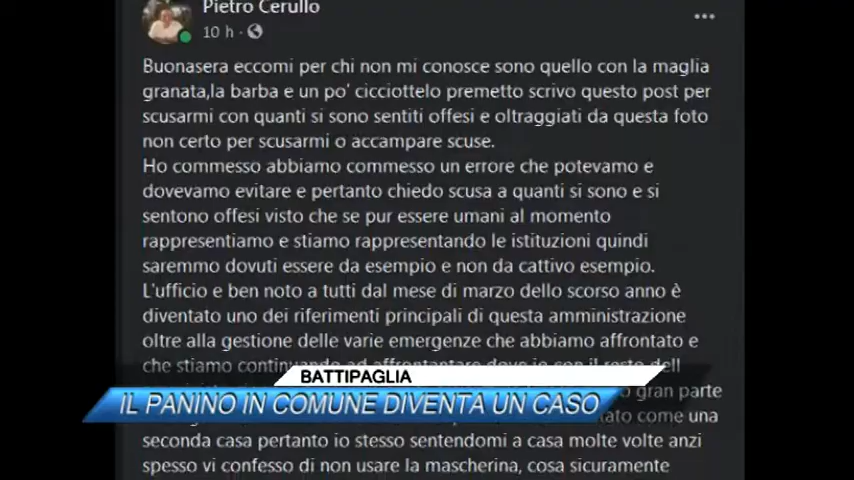 Pietro Cerullo
10 h ·
Buonasera eccomi per chi non mi conosce sono quello con la maglia
granata,la barba e un po' cicciottelo premetto scrivo questo post per
scusarmi con quanti si sono sentiti offesi e oltraggiati da questa foto
non certo per scusarmi o accampare scuse.
Ho commesso abbiamo commesso un errore che potevamo e
dovevamo evitare e pertanto chiedo scusa a quanti si sono e si
sentono offesi visto che se pur essere umani al momento
rappresentiamo e stiamo rappresentando le istituzioni quindi
saremmo dovuti essere da esempio e non da cattivo esempio.
L'ufficio e ben noto a tutti dal mese di marzo dello scorso anno è
diventato uno dei riferimenti principali di questa amministrazione
oltre alla gestione delle varie emergenze che abbiamo affrontato e
che stiamo continuando ad affrontantare dove io con il resto dell
BATTIPAGLIA
gran parte
IL PANINO IN COMUNE DIVENTA UN CASO
come una
seconda casa pertanto io stesso sentendomi a casa molte volte anzi
spesso vi confesso di non usare la mascherina, cosa sicuramente